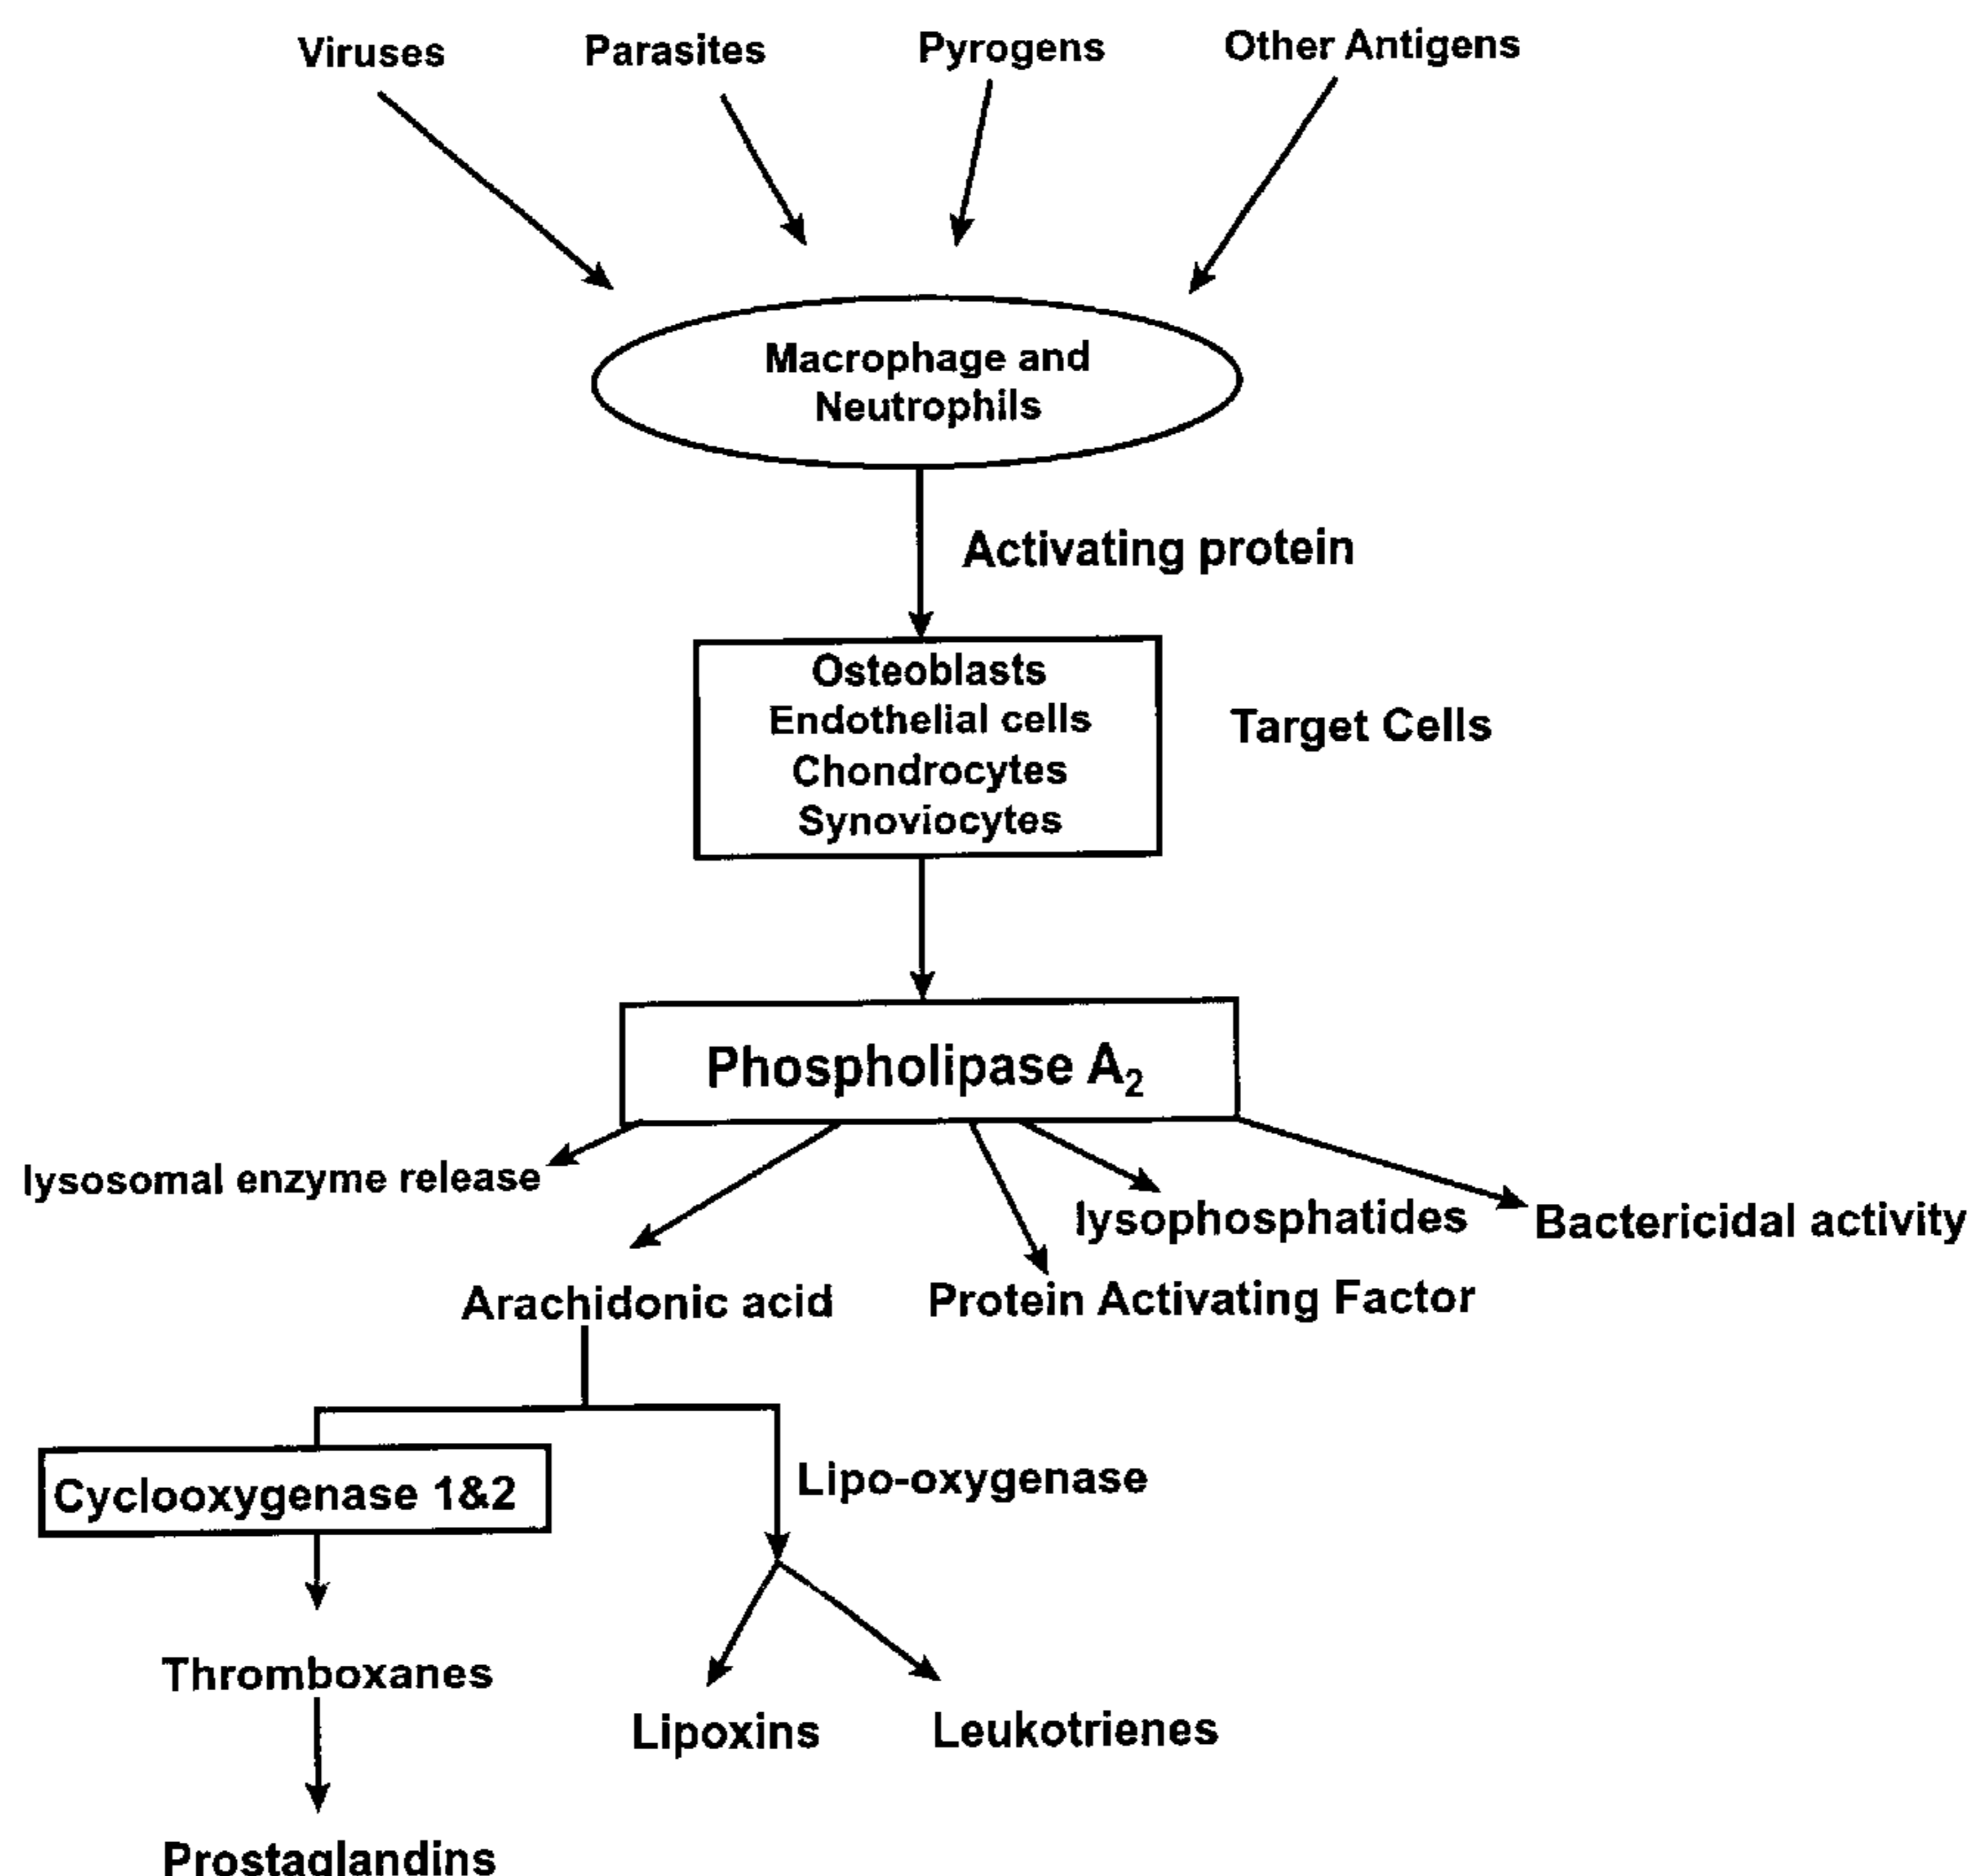 Viruses
Parasites
Pyrogens
Other Antigens
Macrophage and
Neutrophils
Activating protein
Osteoblasts
Endothelial cells
Chondrocytes
Synoviocytes
Target Cells
Phospholipase A₂
lysosomal enzyme release
lysophosphatides
Bactericidal activity
Arachidonic acid
Protein Activating Factor
Cyclooxygenase 1&2
Lipo-oxygenase
Thromboxanes
Lipoxins
Leukotrienes
Prostaglandins